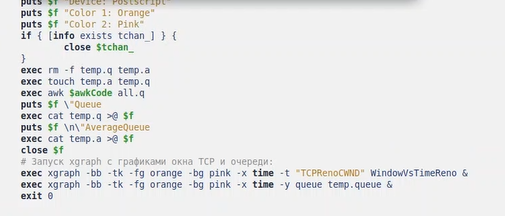 puts $f "Device: Postscript"
puts $f "Color 1: Orange"
puts $f "Color 2: Pink"
if { [info exists tchan_] } {
close $tchan_
}
exec rm -f temp.q temp.a
exec touch temp.a temp.q
exec awk $awkCode all.q
puts $f \"Queue
exec cat temp.q >@ $f
puts $f \n\"AverageQueue
exec cat temp.a >@ $f
close $f
# Запуск xgraph с графиками окна TCP и очереди:
exec xgraph -bb -tk -fg orange -bg pink -x time -t "TCPRenoCWND" WindowVsTimeReno &
exec xgraph -bb -tk -fg orange -bg pink -x time -y queue temp.queue &
exit 0